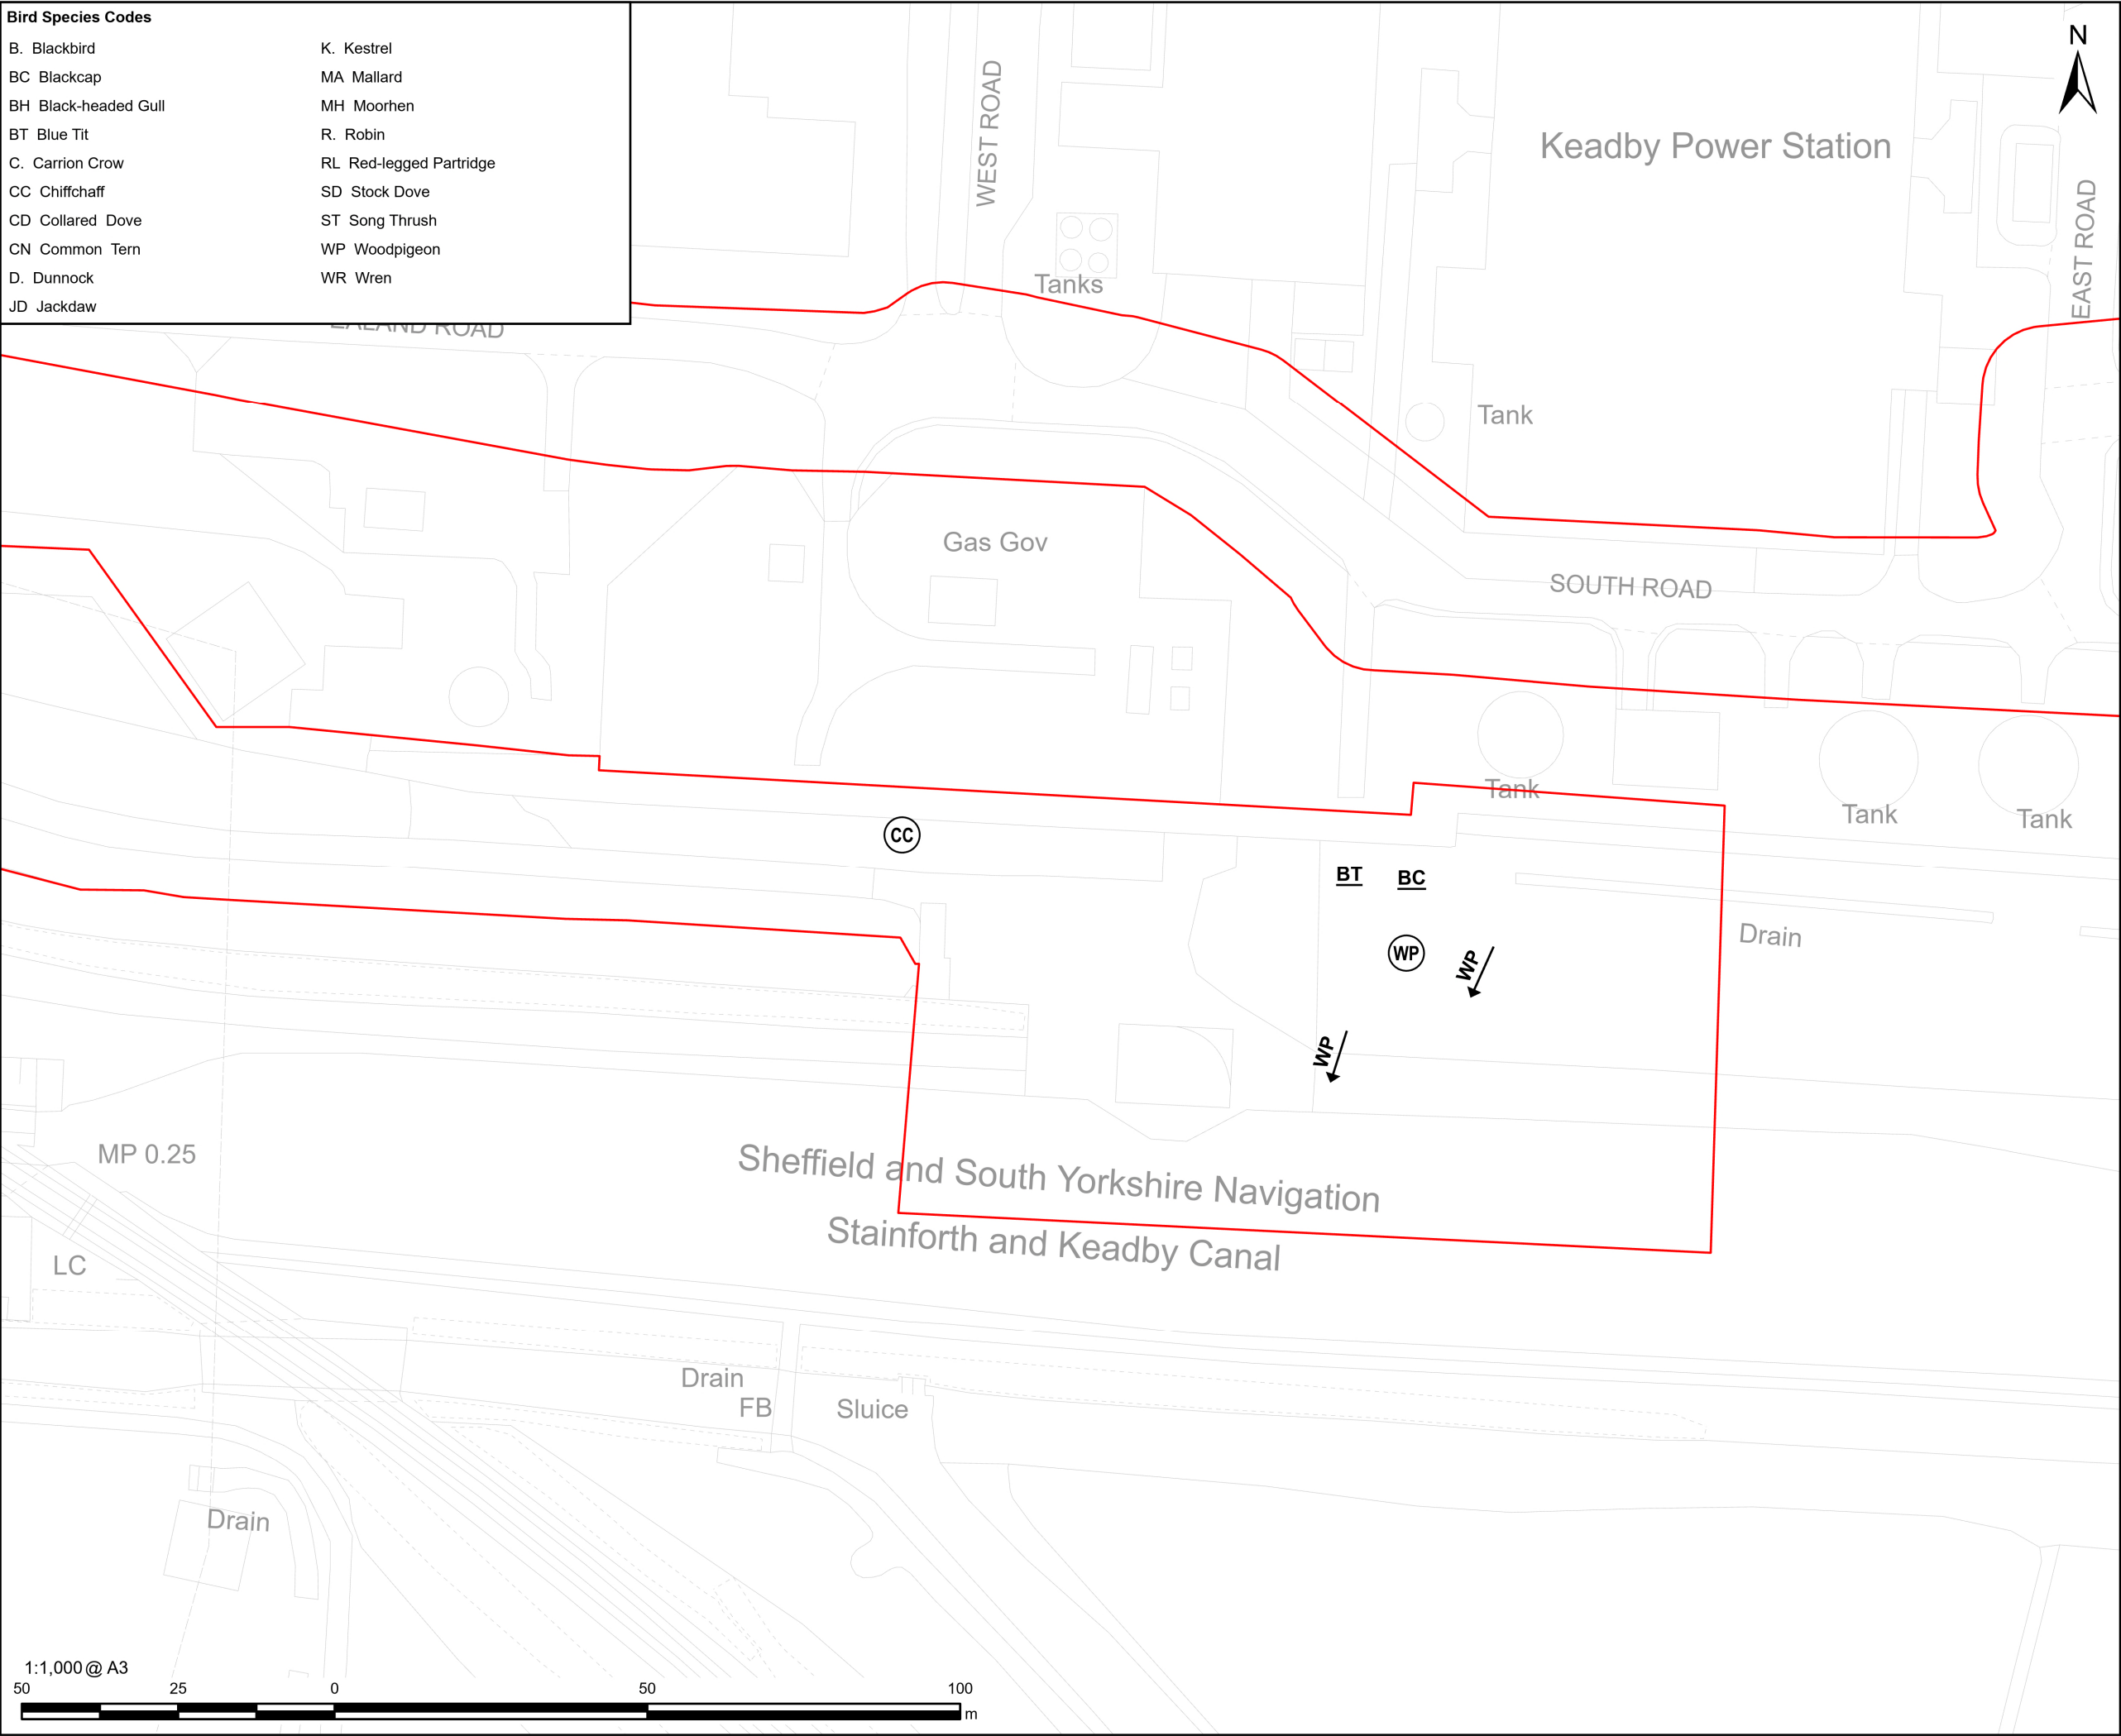 Bird Species Codes
B. Blackbird
BC Blackcap
BH Black-headed Gull
BT Blue Tit
C. Carrion Crow
CC Chiffchaff
CD Collared Dove
CN Common Tern
D. Dunnock
JD Jackdaw
K. Kestrel
MA Mallard
MH Moorhen
R. Robin
RL Red-legged Partridge
SD Stock Dove
ST Song Thrush
WP Woodpigeon
WR Wren
N
WEST ROAD
Keadby Power Station
EAST ROAD
Tanks
EALAND ROAD
Tank
Gas Gov
SOUTH ROAD
Tank
Tank
Tank
CC
BT
BC
Drain
WP
WP
WP
MP 0.25
Sheffield and South Yorkshire Navigation
Stainforth and Keadby Canal
LC
Drain
FB
Sluice
Drain
1:1,000 @ A3
50 25 0 50 100
m